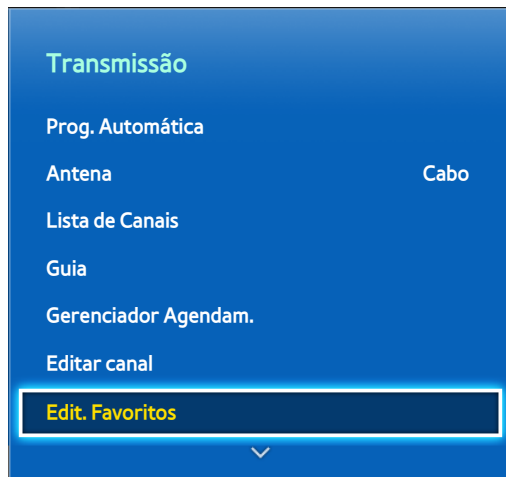 Transmissão
Prog. Automática
Antena Cabo
Lista de Canais
Guia
Gerenciador Agendam.
Editar canal
Edit. Favoritos